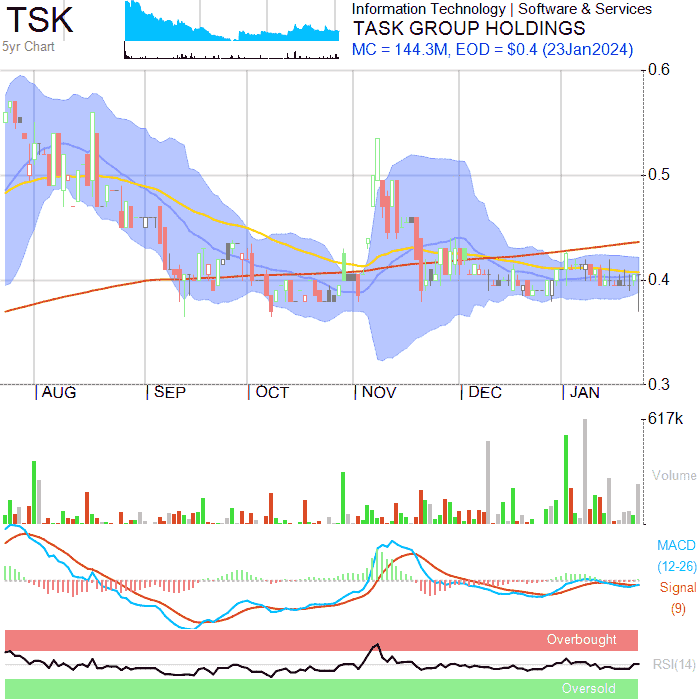 TSK
5yr Chart
Information Technology | Software & Services
TASK GROUP HOLDINGS
MC = 144.3M, EOD = $0.4 (23Jan2024)
0.6
0.5
0.4
0.3
AUG SEP OCT NOV DEC JAN
617k
Volume
MACD
(12-26)
Signal
(9)
Overbought
RSI(14)
Oversold